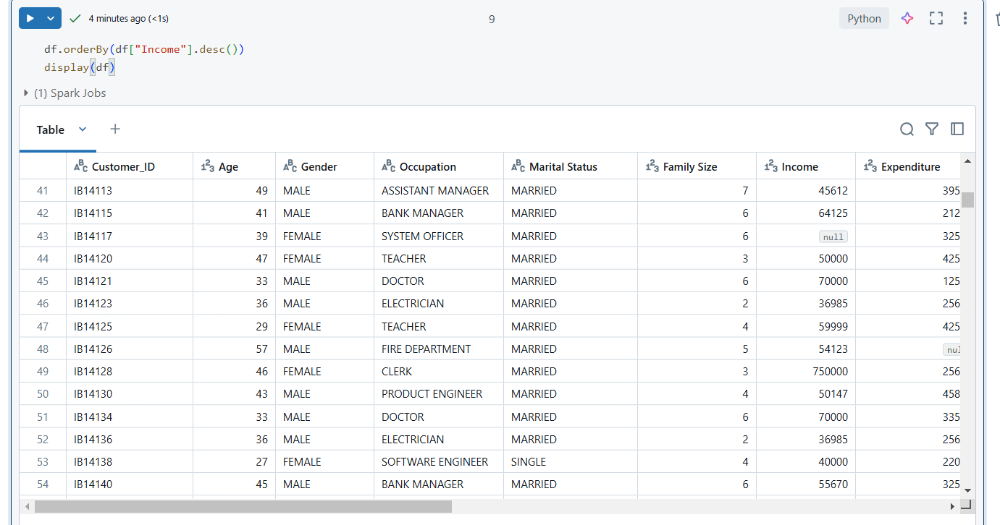 4 minutes ago (<1s)
9
Python
df.orderBy(df["Income"].desc())
display(df)
(1) Spark Jobs
Table
Customer_ID Age Gender Occupation Marital Status Family Size Income Expenditure
41 IB14113 49 MALE ASSISTANT MANAGER MARRIED 7 45612 395
42 IB14115 41 MALE BANK MANAGER MARRIED 6 64125 212
43 IB14117 39 FEMALE SYSTEM OFFICER MARRIED 6 null 325
44 IB14120 47 FEMALE TEACHER MARRIED 3 50000 425
45 IB14121 33 MALE DOCTOR MARRIED 6 70000 125
46 IB14123 36 MALE ELECTRICIAN MARRIED 2 36985 256
47 IB14125 29 FEMALE TEACHER MARRIED 4 59999 425
48 IB14126 57 MALE FIRE DEPARTMENT MARRIED 5 54123 nul
49 IB14128 46 FEMALE CLERK MARRIED 3 750000 256
50 IB14130 43 MALE PRODUCT ENGINEER MARRIED 4 50147 458
51 IB14134 33 MALE DOCTOR MARRIED 6 70000 335
52 IB14136 36 MALE ELECTRICIAN MARRIED 2 36985 256
53 IB14138 27 FEMALE SOFTWARE ENGINEER SINGLE 4 40000 220
54 IB14140 45 MALE BANK MANAGER MARRIED 6 55670 325